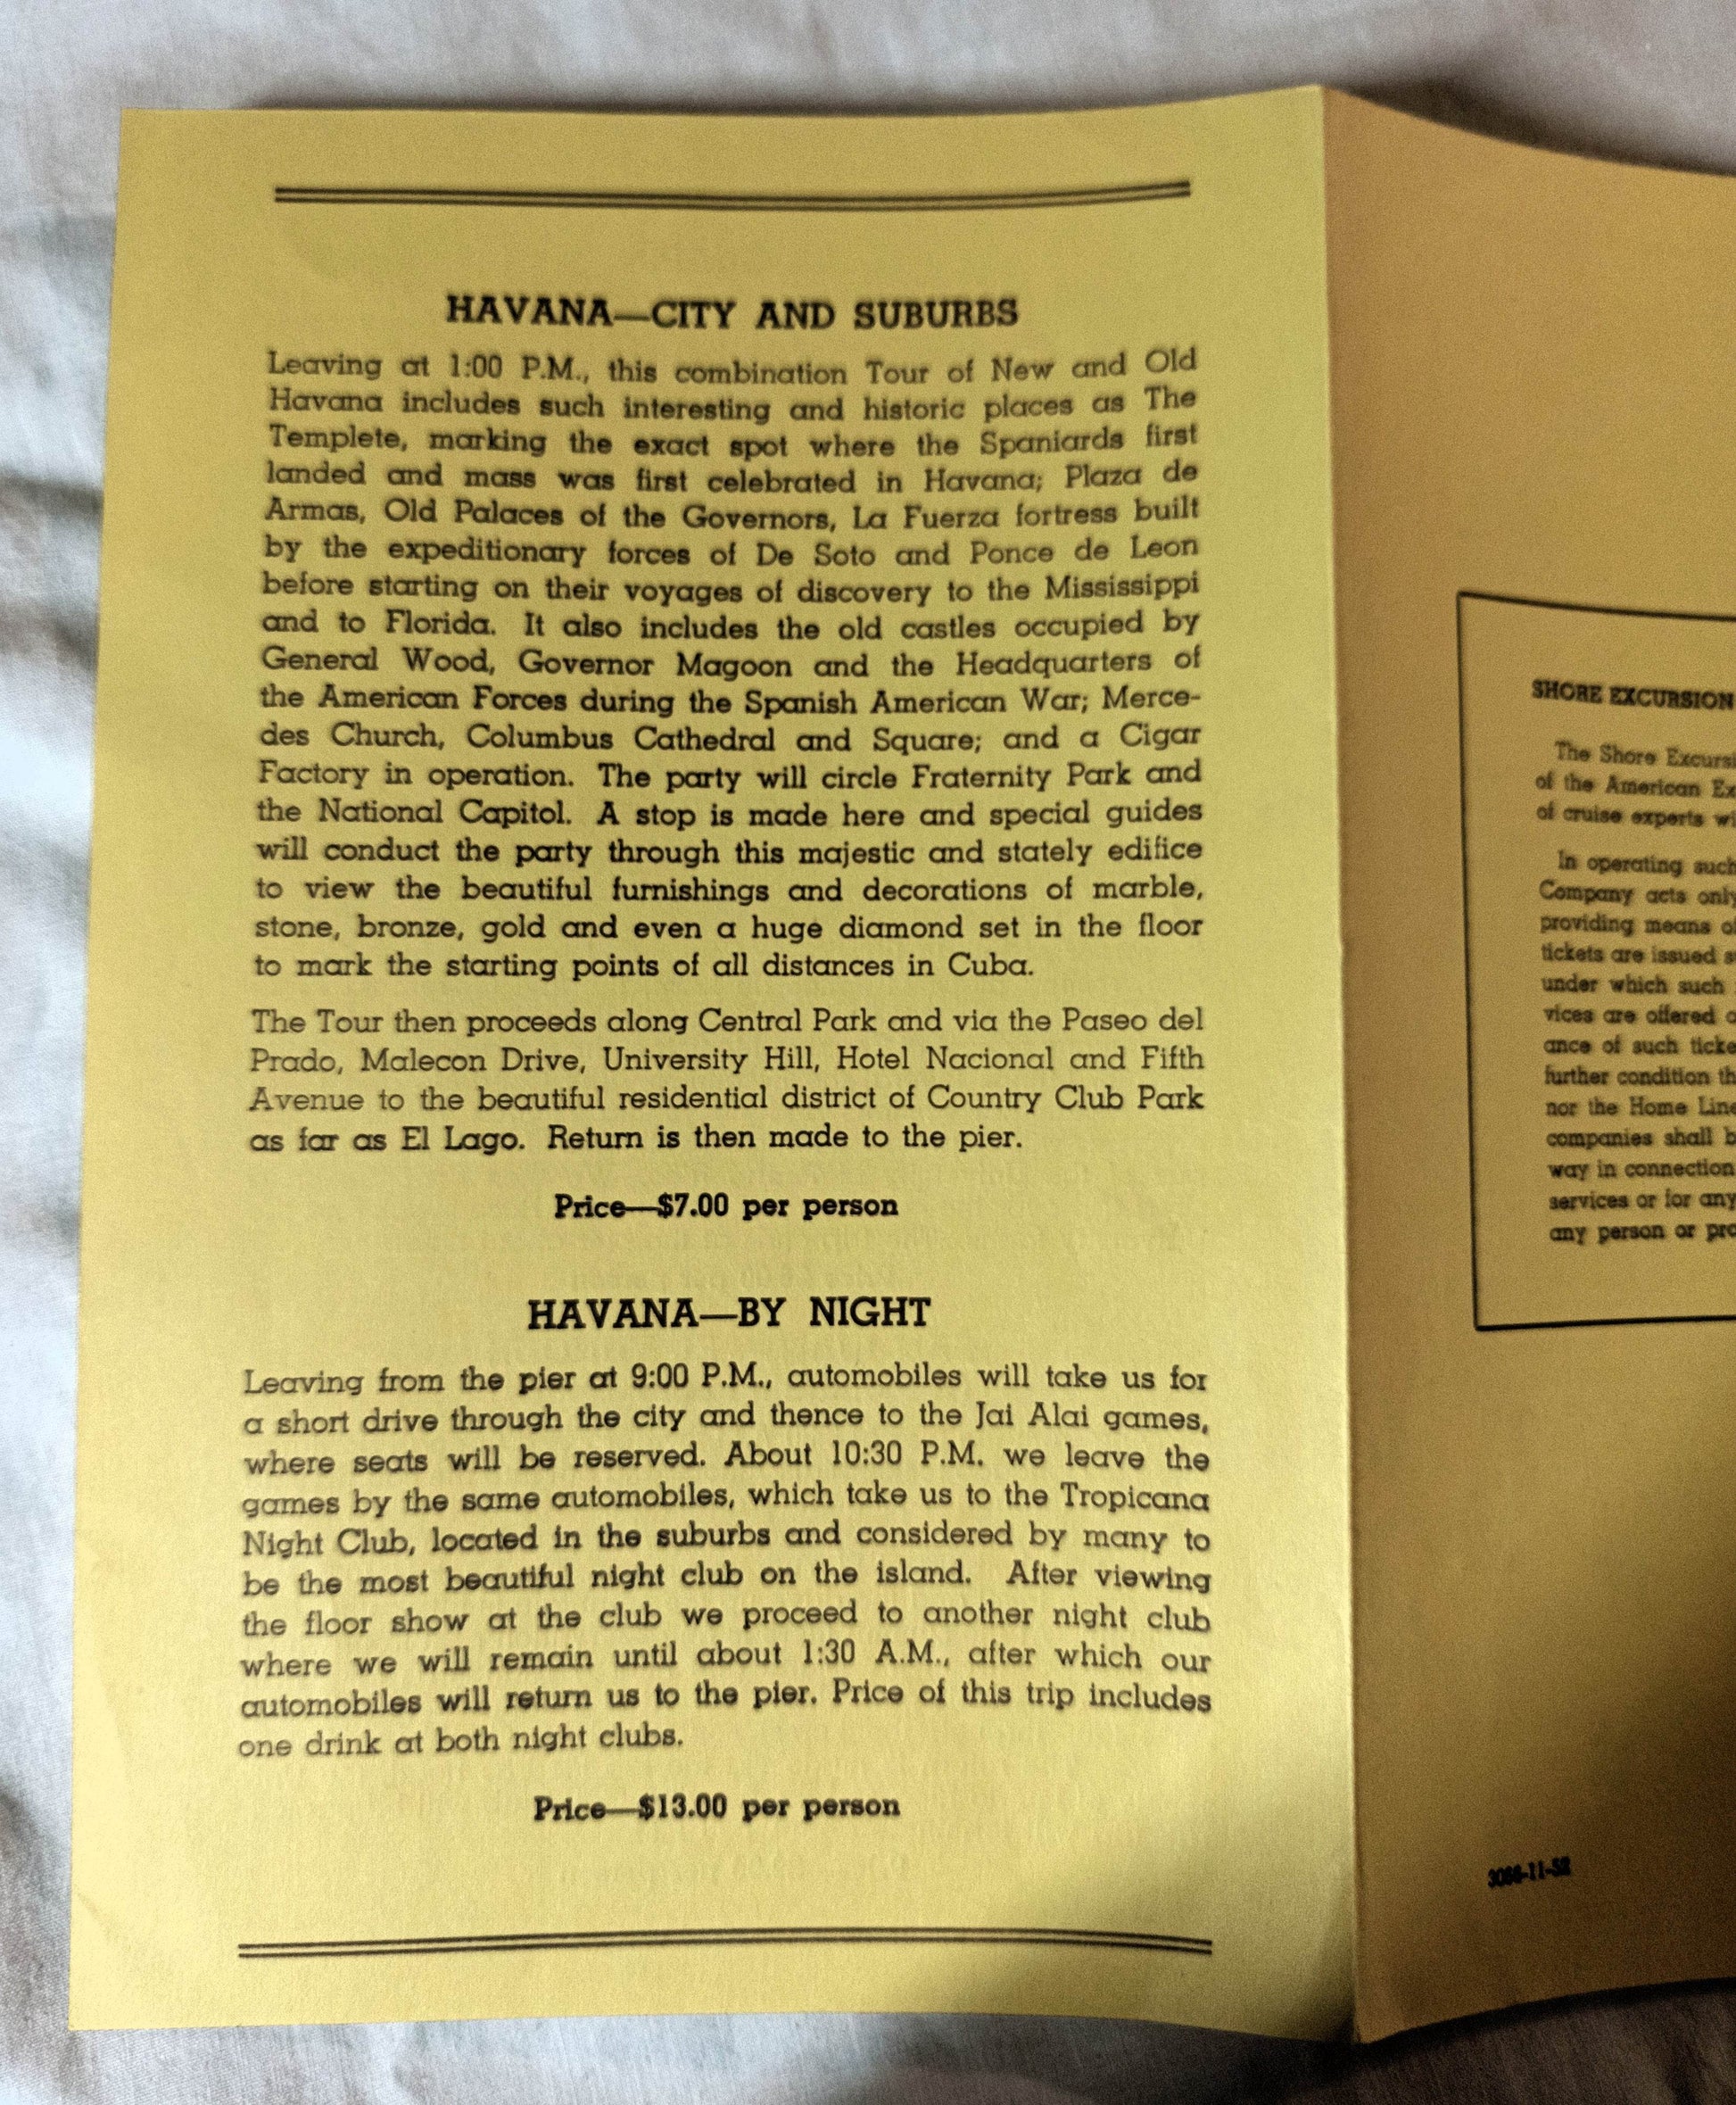 HAVANA—CITY AND SUBURBS
Leaving at 1:00 P.M., this combination Tour of New and Old
Havana includes such interesting and historic places as The
Templete, marking the exact spot where the Spaniards first
landed and mass was first celebrated in Havana; Plaza de
Armas, Old Palaces of the Governors, La Fuerza fortress built
by the expeditionary forces of De Soto and Ponce de Leon
before starting on their voyages of discovery to the Mississippi
and to Florida. It also includes the old castles occupied by
General Wood, Governor Magoon and the Headquarters of
the American Forces during the Spanish American War; Merce-
des Church, Columbus Cathedral and Square; and a Cigar
Factory in operation. The party will circle Fraternity Park and
the National Capitol. A stop is made here and special guides
will conduct the party through this majestic and stately edifice
to view the beautiful furnishings and decorations of marble,
stone, bronze, gold and even a huge diamond set in the floor
to mark the starting points of all distances in Cuba.
The Tour then proceeds along Central Park and via the Paseo del
Prado, Malecon Drive, University Hill, Hotel Nacional and Fifth
Avenue to the beautiful residential district of Country Club Park
as far as El Lago. Return is then made to the pier.
Price—$7.00 per person
HAVANA—BY NIGHT
Leaving from the pier at 9:00 P.M., automobiles will take us for
a short drive through the city and thence to the Jai Alai games,
where seats will be reserved. About 10:30 P.M. we leave the
games by the same automobiles, which take us to the Tropicana
Night Club, located in the suburbs and considered by many to
be the most beautiful night club on the island. After viewing
the floor show at the club we proceed to another night club
where we will remain until about 1:30 A.M., after which our
automobiles will return us to the pier. Price of this trip includes
one drink at both night clubs.
Price—$13.00 per person
SHORE EXCURSION
The Shore Excursi
of the American Ex
of cruise experts wi
In operating such
Company acts only
providing means of
tickets are issued
under which such
vices are offered
ance of such ticke
further condition th
nor the Home Line
companies shall b
way in connection
services or for any
any person or pro